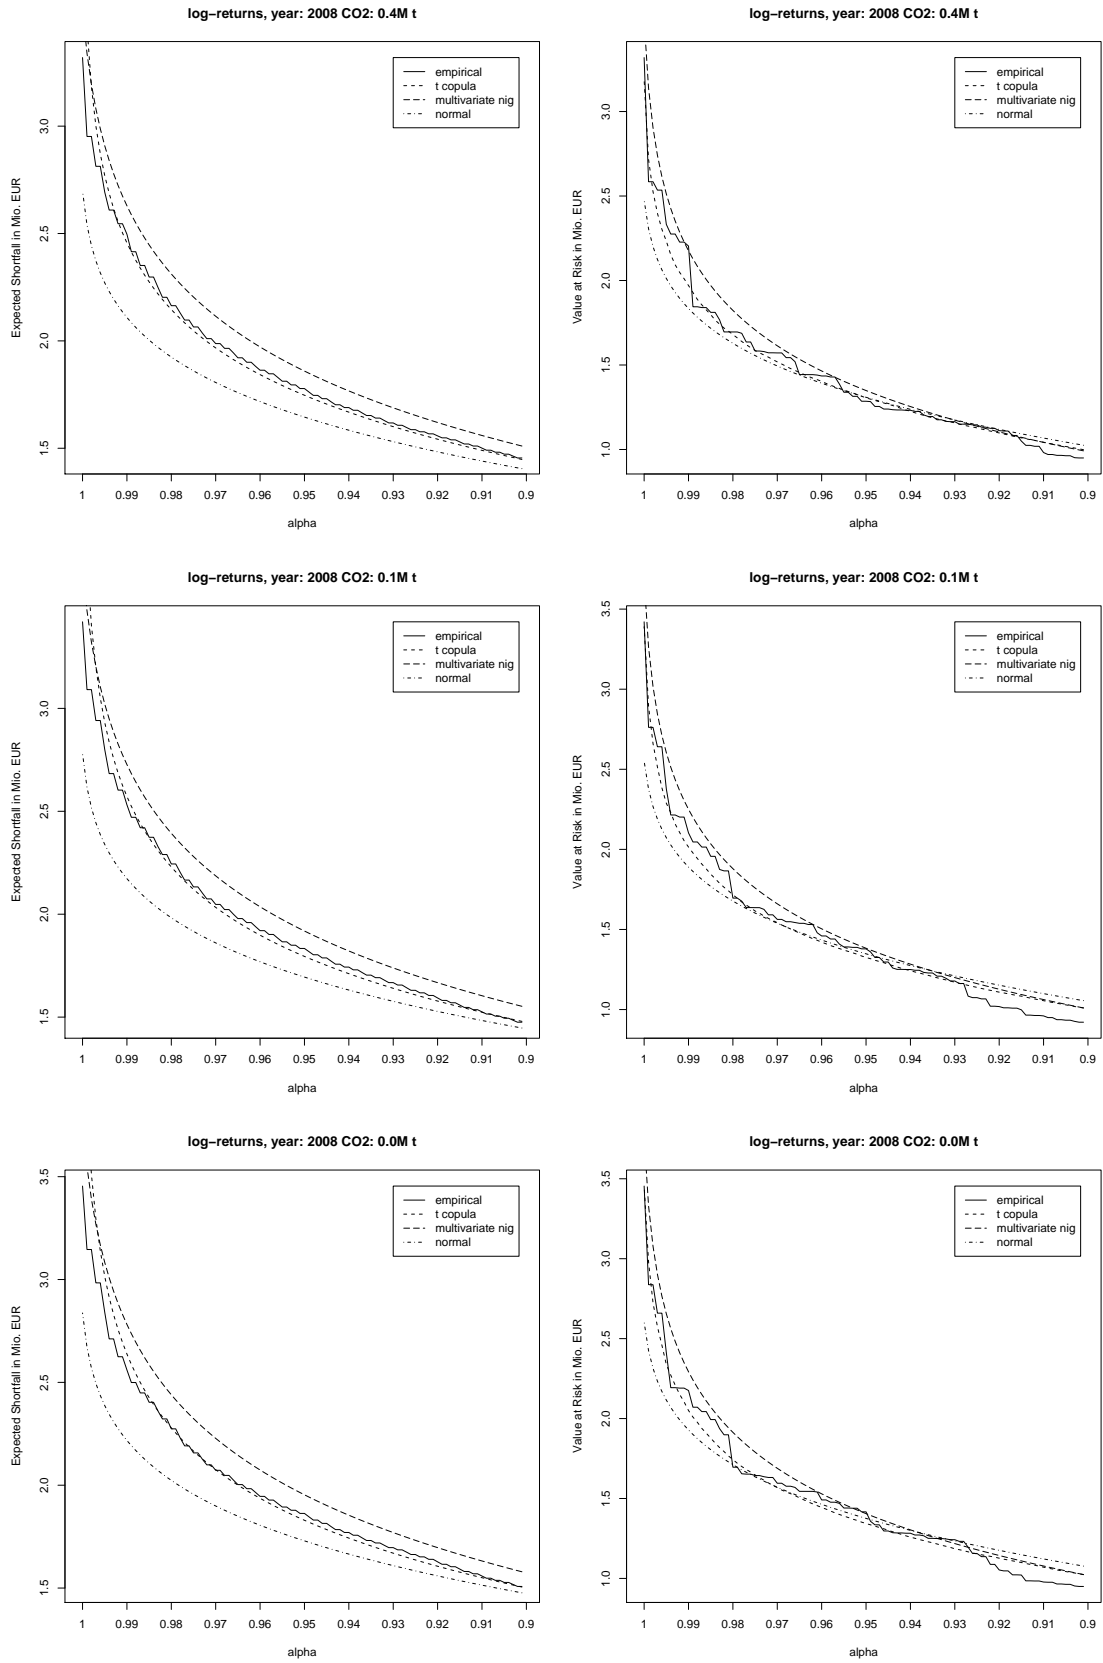 log−returns, year: 2008 CO2: 0.4M t
Expected Shortfall in Mio. EUR
3.0
2.5
2.0
1.5
empirical
t copula
multivariate nig
normal
1 0.99 0.98 0.97 0.96 0.95 0.94 0.93 0.92 0.91 0.9
alpha
log−returns, year: 2008 CO2: 0.4M t
Value at Risk in Mio. EUR
3.0
2.5
2.0
1.5
1.0
empirical
t copula
multivariate nig
normal
1 0.99 0.98 0.97 0.96 0.95 0.94 0.93 0.92 0.91 0.9
alpha
log−returns, year: 2008 CO2: 0.1M t
Expected Shortfall in Mio. EUR
3.0
2.5
2.0
1.5
empirical
t copula
multivariate nig
normal
1 0.99 0.98 0.97 0.96 0.95 0.94 0.93 0.92 0.91 0.9
alpha
log−returns, year: 2008 CO2: 0.1M t
Value at Risk in Mio. EUR
3.5
3.0
2.5
2.0
1.5
1.0
empirical
t copula
multivariate nig
normal
1 0.99 0.98 0.97 0.96 0.95 0.94 0.93 0.92 0.91 0.9
alpha
log−returns, year: 2008 CO2: 0.0M t
Expected Shortfall in Mio. EUR
3.5
3.0
2.5
2.0
1.5
empirical
t copula
multivariate nig
normal
1 0.99 0.98 0.97 0.96 0.95 0.94 0.93 0.92 0.91 0.9
alpha
log−returns, year: 2008 CO2: 0.0M t
Value at Risk in Mio. EUR
3.5
3.0
2.5
2.0
1.5
1.0
empirical
t copula
multivariate nig
normal
1 0.99 0.98 0.97 0.96 0.95 0.94 0.93 0.92 0.91 0.9
alpha